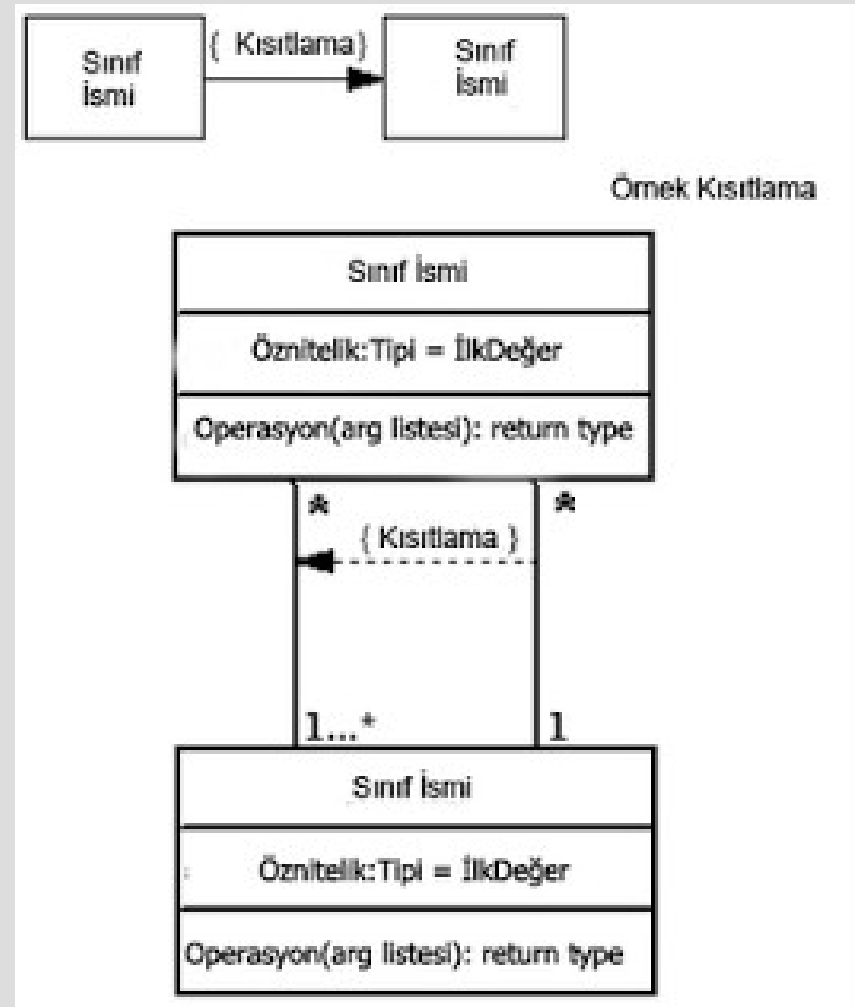 Sınıf
İsmi
{ Kısıtlama}
Sınıf
İsmi
Örnek Kısıtlama
Sınıf İsmi
Öznitelik:Tipi = İlkDeğer
Operasyon(arg listesi): return type
* *
{ Kısıtlama }
1...* 1
Sınıf İsmi
Öznitelik:Tipi = İlkDeğer
Operasyon(arg listesi): return type